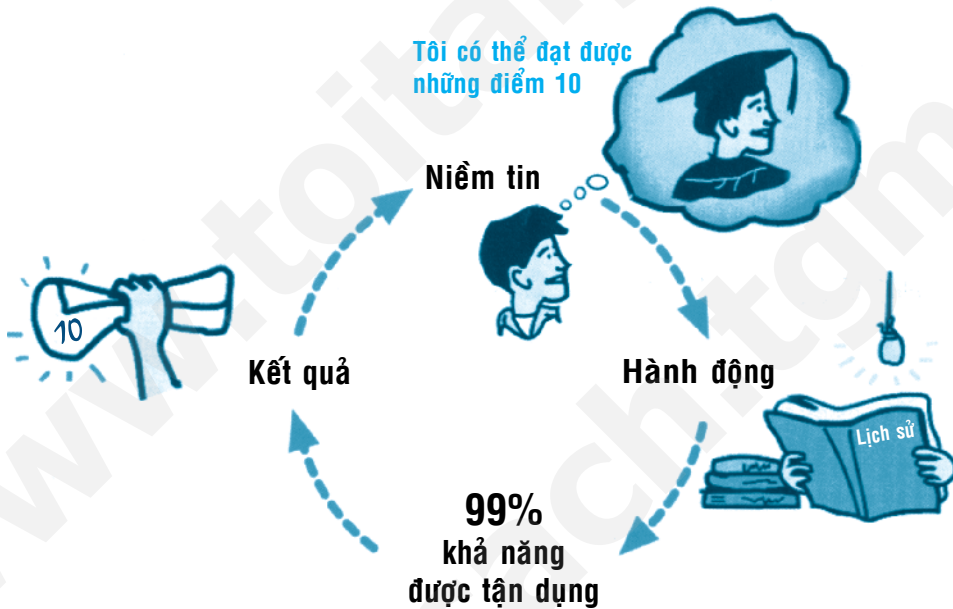 Tôi có thể đạt được
những điểm 10
Niềm tin
10
Kết quả
Hành động
Lịch sử
99%
khả năng
được tận dụng